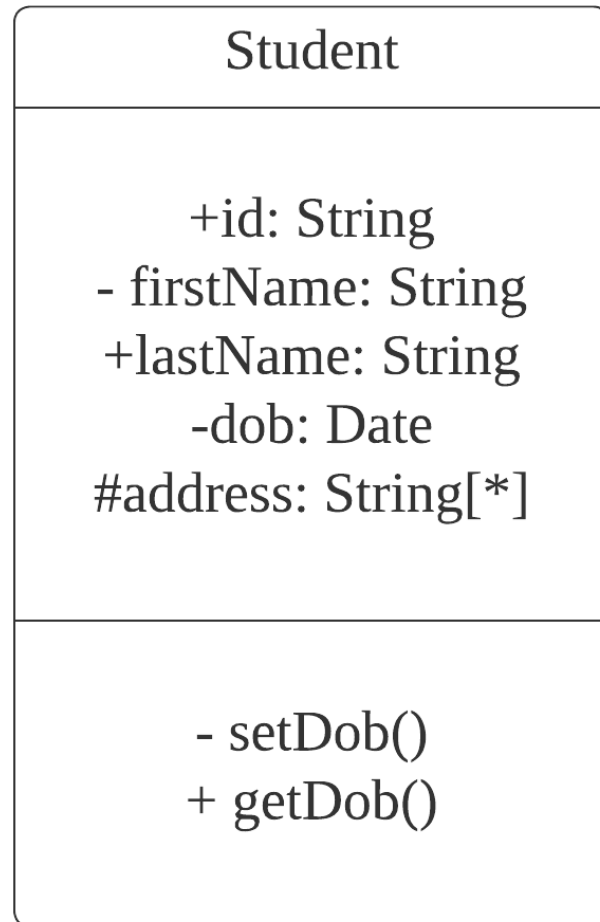 Student
+id: String
- firstName: String
+lastName: String
-dob: Date
#address: String[*]
- setDob()
+ getDob()